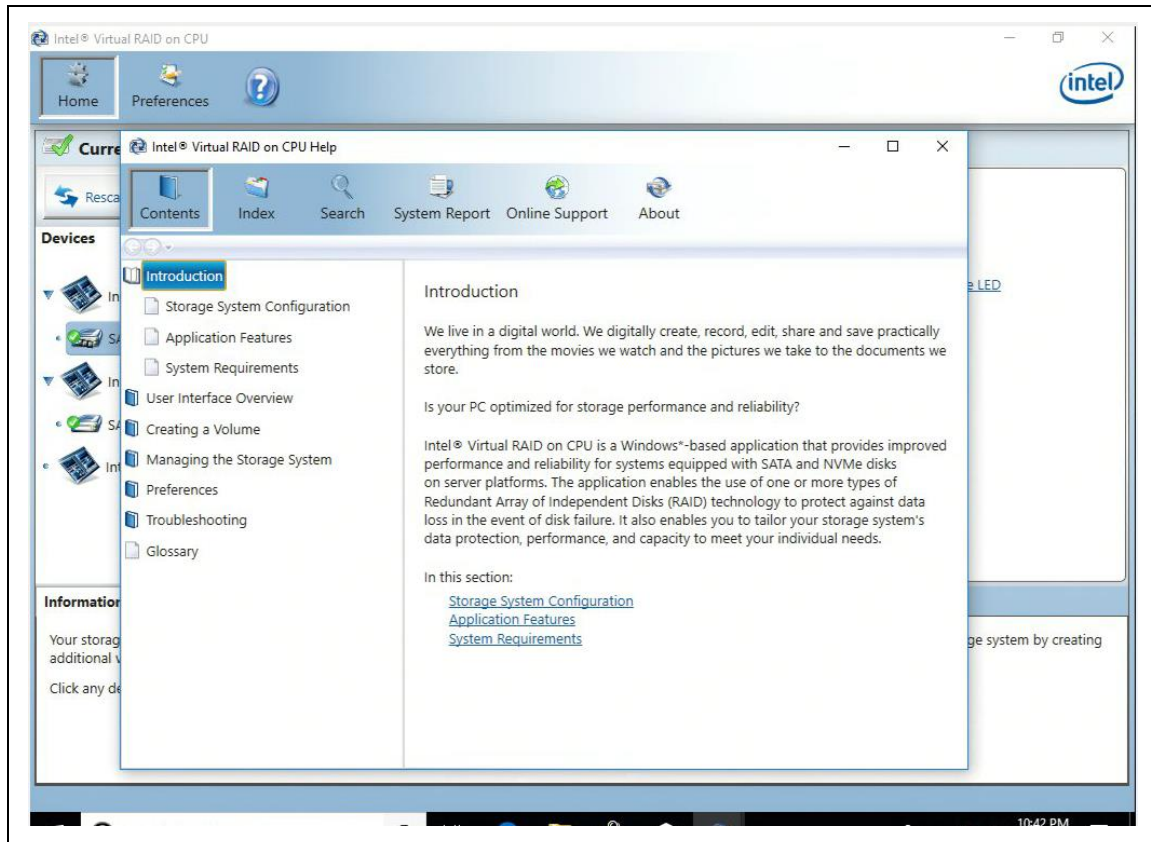 Intel® Virtual RAID on CPU
Home
Preferences
intel
Curre
Intel® Virtual RAID on CPU Help
Resca
Contents
Index
Search
System Report
Online Support
About
Devices
Introduction
Storage System Configuration
Application Features
System Requirements
User Interface Overview
Creating a Volume
Managing the Storage System
Preferences
Troubleshooting
Glossary
In
SA
In
SA
Int
Introduction
We live in a digital world. We digitally create, record, edit, share and save practically
everything from the movies we watch and the pictures we take to the documents we
store.
Is your PC optimized for storage performance and reliability?
Intel® Virtual RAID on CPU is a Windows*-based application that provides improved
performance and reliability for systems equipped with SATA and NVMe disks
on server platforms. The application enables the use of one or more types of
Redundant Array of Independent Disks (RAID) technology to protect against data
loss in the event of disk failure. It also enables you to tailor your storage system's
data protection, performance, and capacity to meet your individual needs.
In this section:
Storage System Configuration
Application Features
System Requirements
e LED
Information
Your storag
additional v
Click any de
ge system by creating
10:42 PM